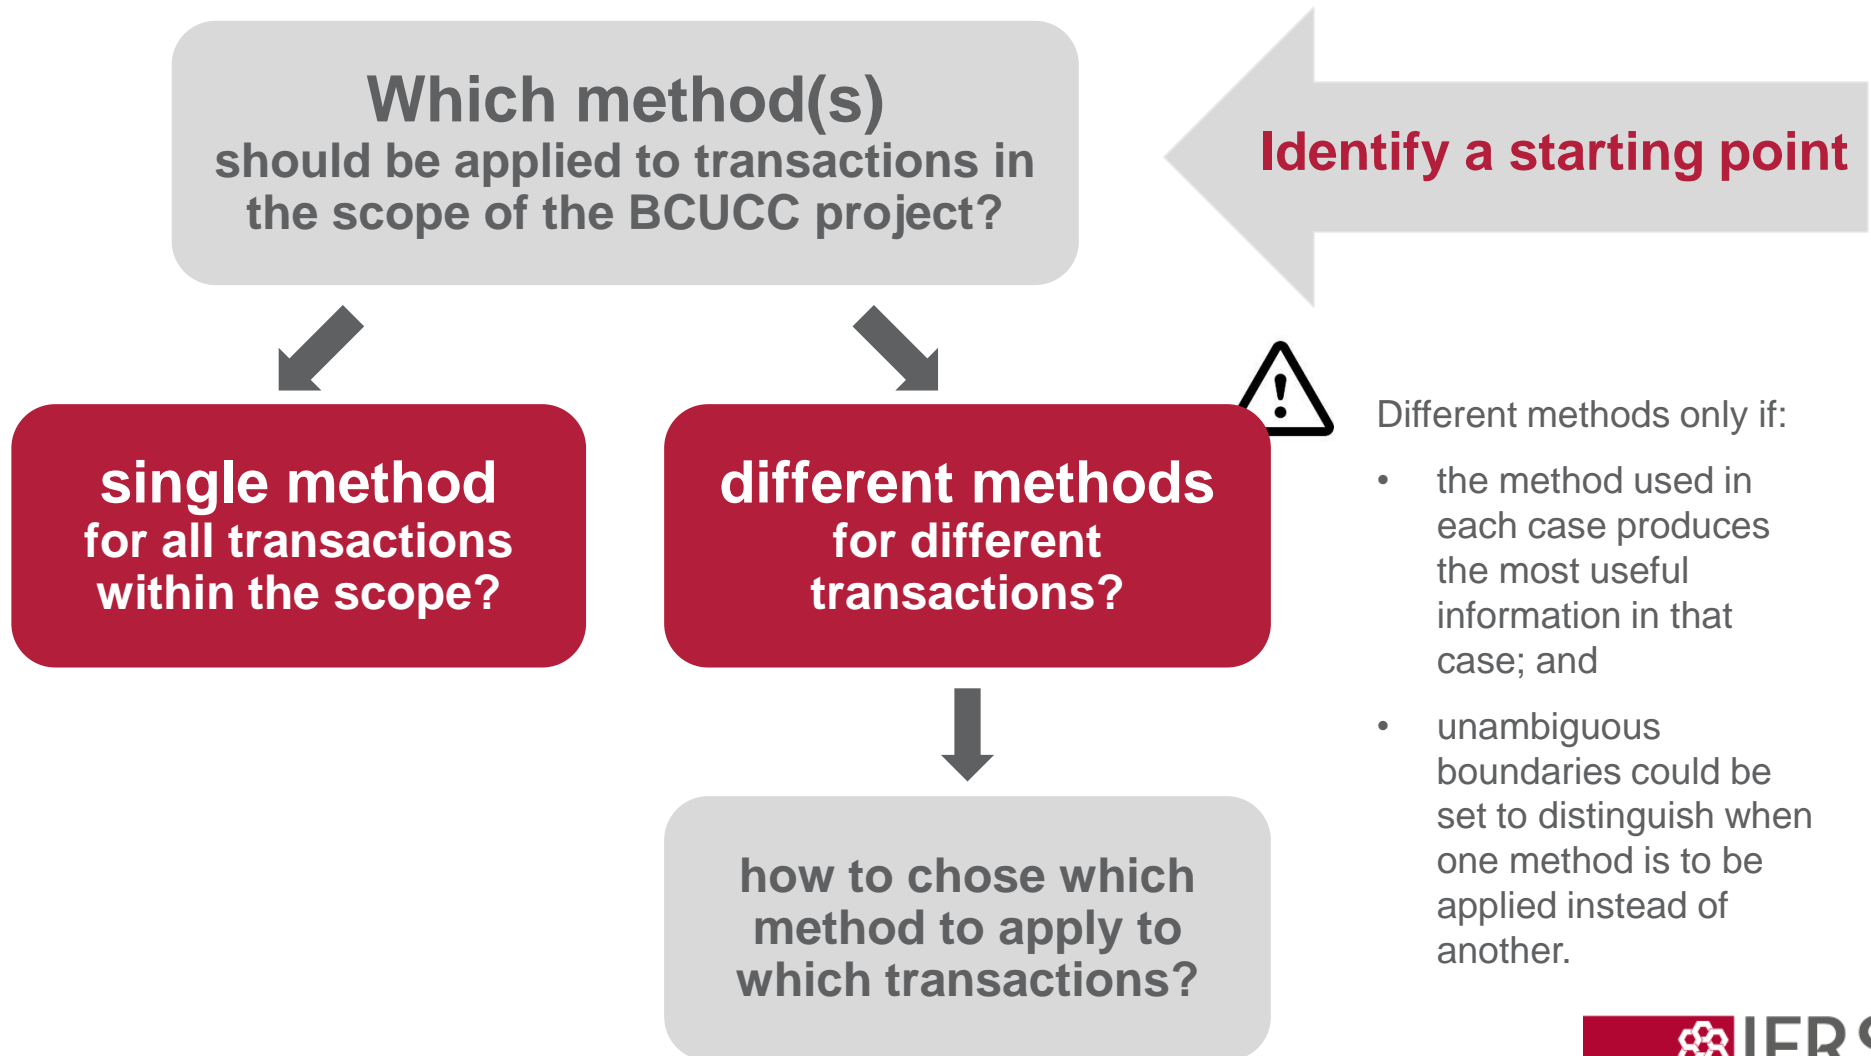 Which method(s)
should be applied to transactions in
the scope of the BCUCC project?
Identify a starting point
single method
for all transactions
within the scope?
different methods
for different
transactions?
Different methods only if:
• the method used in
each case produces
the most useful
information in that
case; and
• unambiguous
boundaries could be
set to distinguish when
one method is to be
applied instead of
another.
how to chose which
method to apply to
which transactions?
IFRS